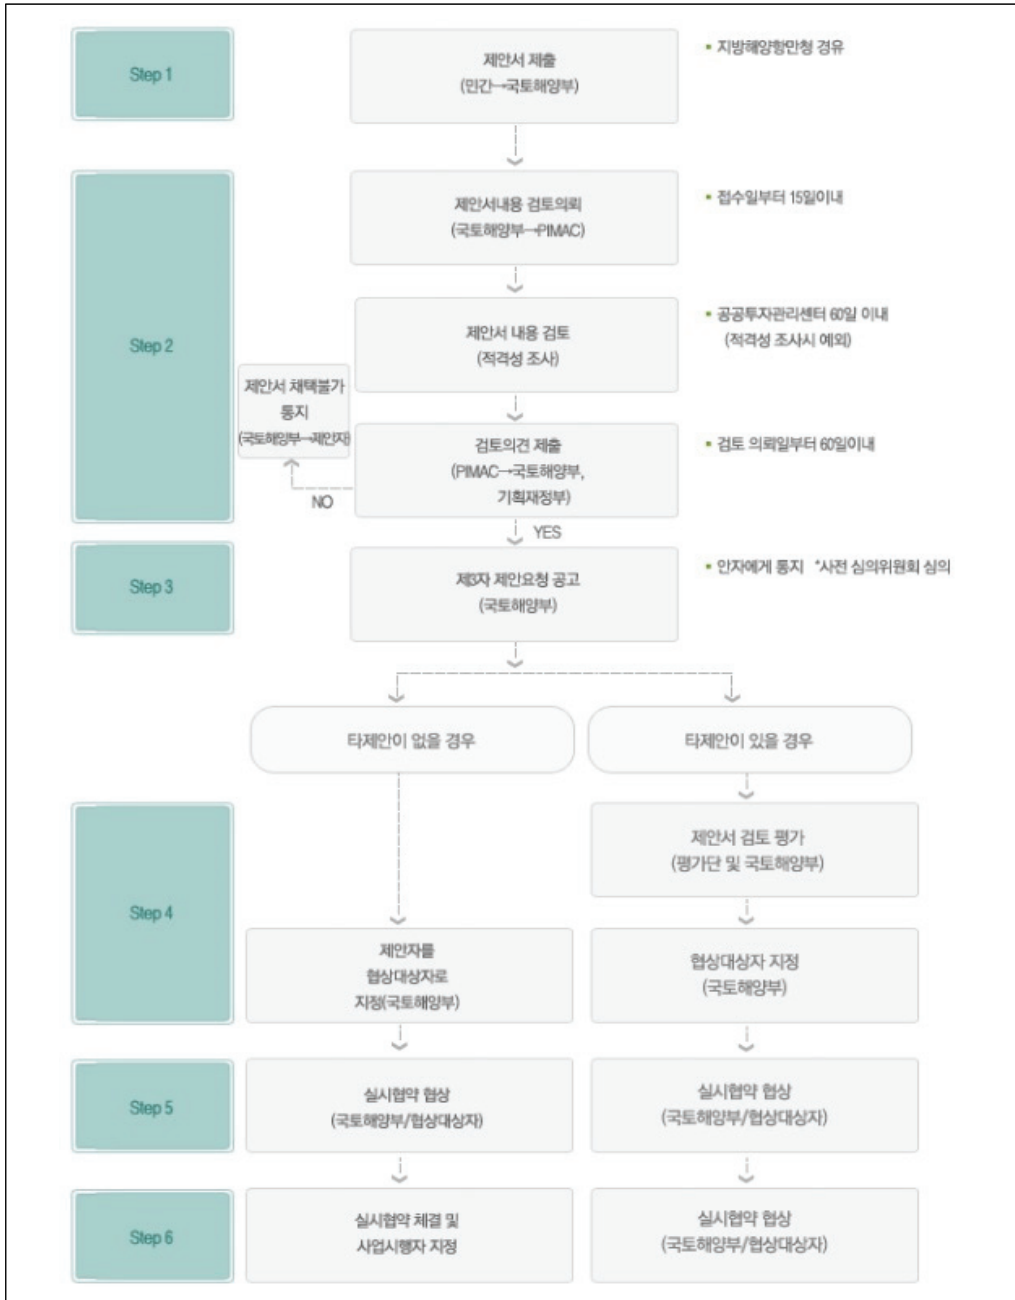 Step 1
제안서 제출
(민간→국토해양부)
▪ 지방해양항만청 경유
Step 2
제안서내용 검토의뢰
(국토해양부→PIMAC)
▪ 접수일부터 15일이내
제안서 내용 검토
(적격성 조사)
▪ 공공투자관리센터 60일 이내
(적격성 조사시 예외)
제안서 채택불가
통지
(국토해양부→제안자)
검토의견 제출
(PIMAC→국토해양부,
기획재정부)
▪ 검토 의뢰일부터 60일이내
NO
YES
Step 3
제3자 제안요청 공고
(국토해양부)
▪ 안자에게 통지 *사전 심의위원회 심의
타제안이 없을 경우
타제안이 있을 경우
Step 4
제안서 검토 평가
(평가단 및 국토해양부)
제안자를
협상대상자로
지정(국토해양부)
협상대상자 지정
(국토해양부)
Step 5
실시협약 협상
(국토해양부/협상대상자)
실시협약 협상
(국토해양부/협상대상자)
Step 6
실시협약 체결 및
사업시행자 지정
실시협약 협상
(국토해양부/협상대상자)